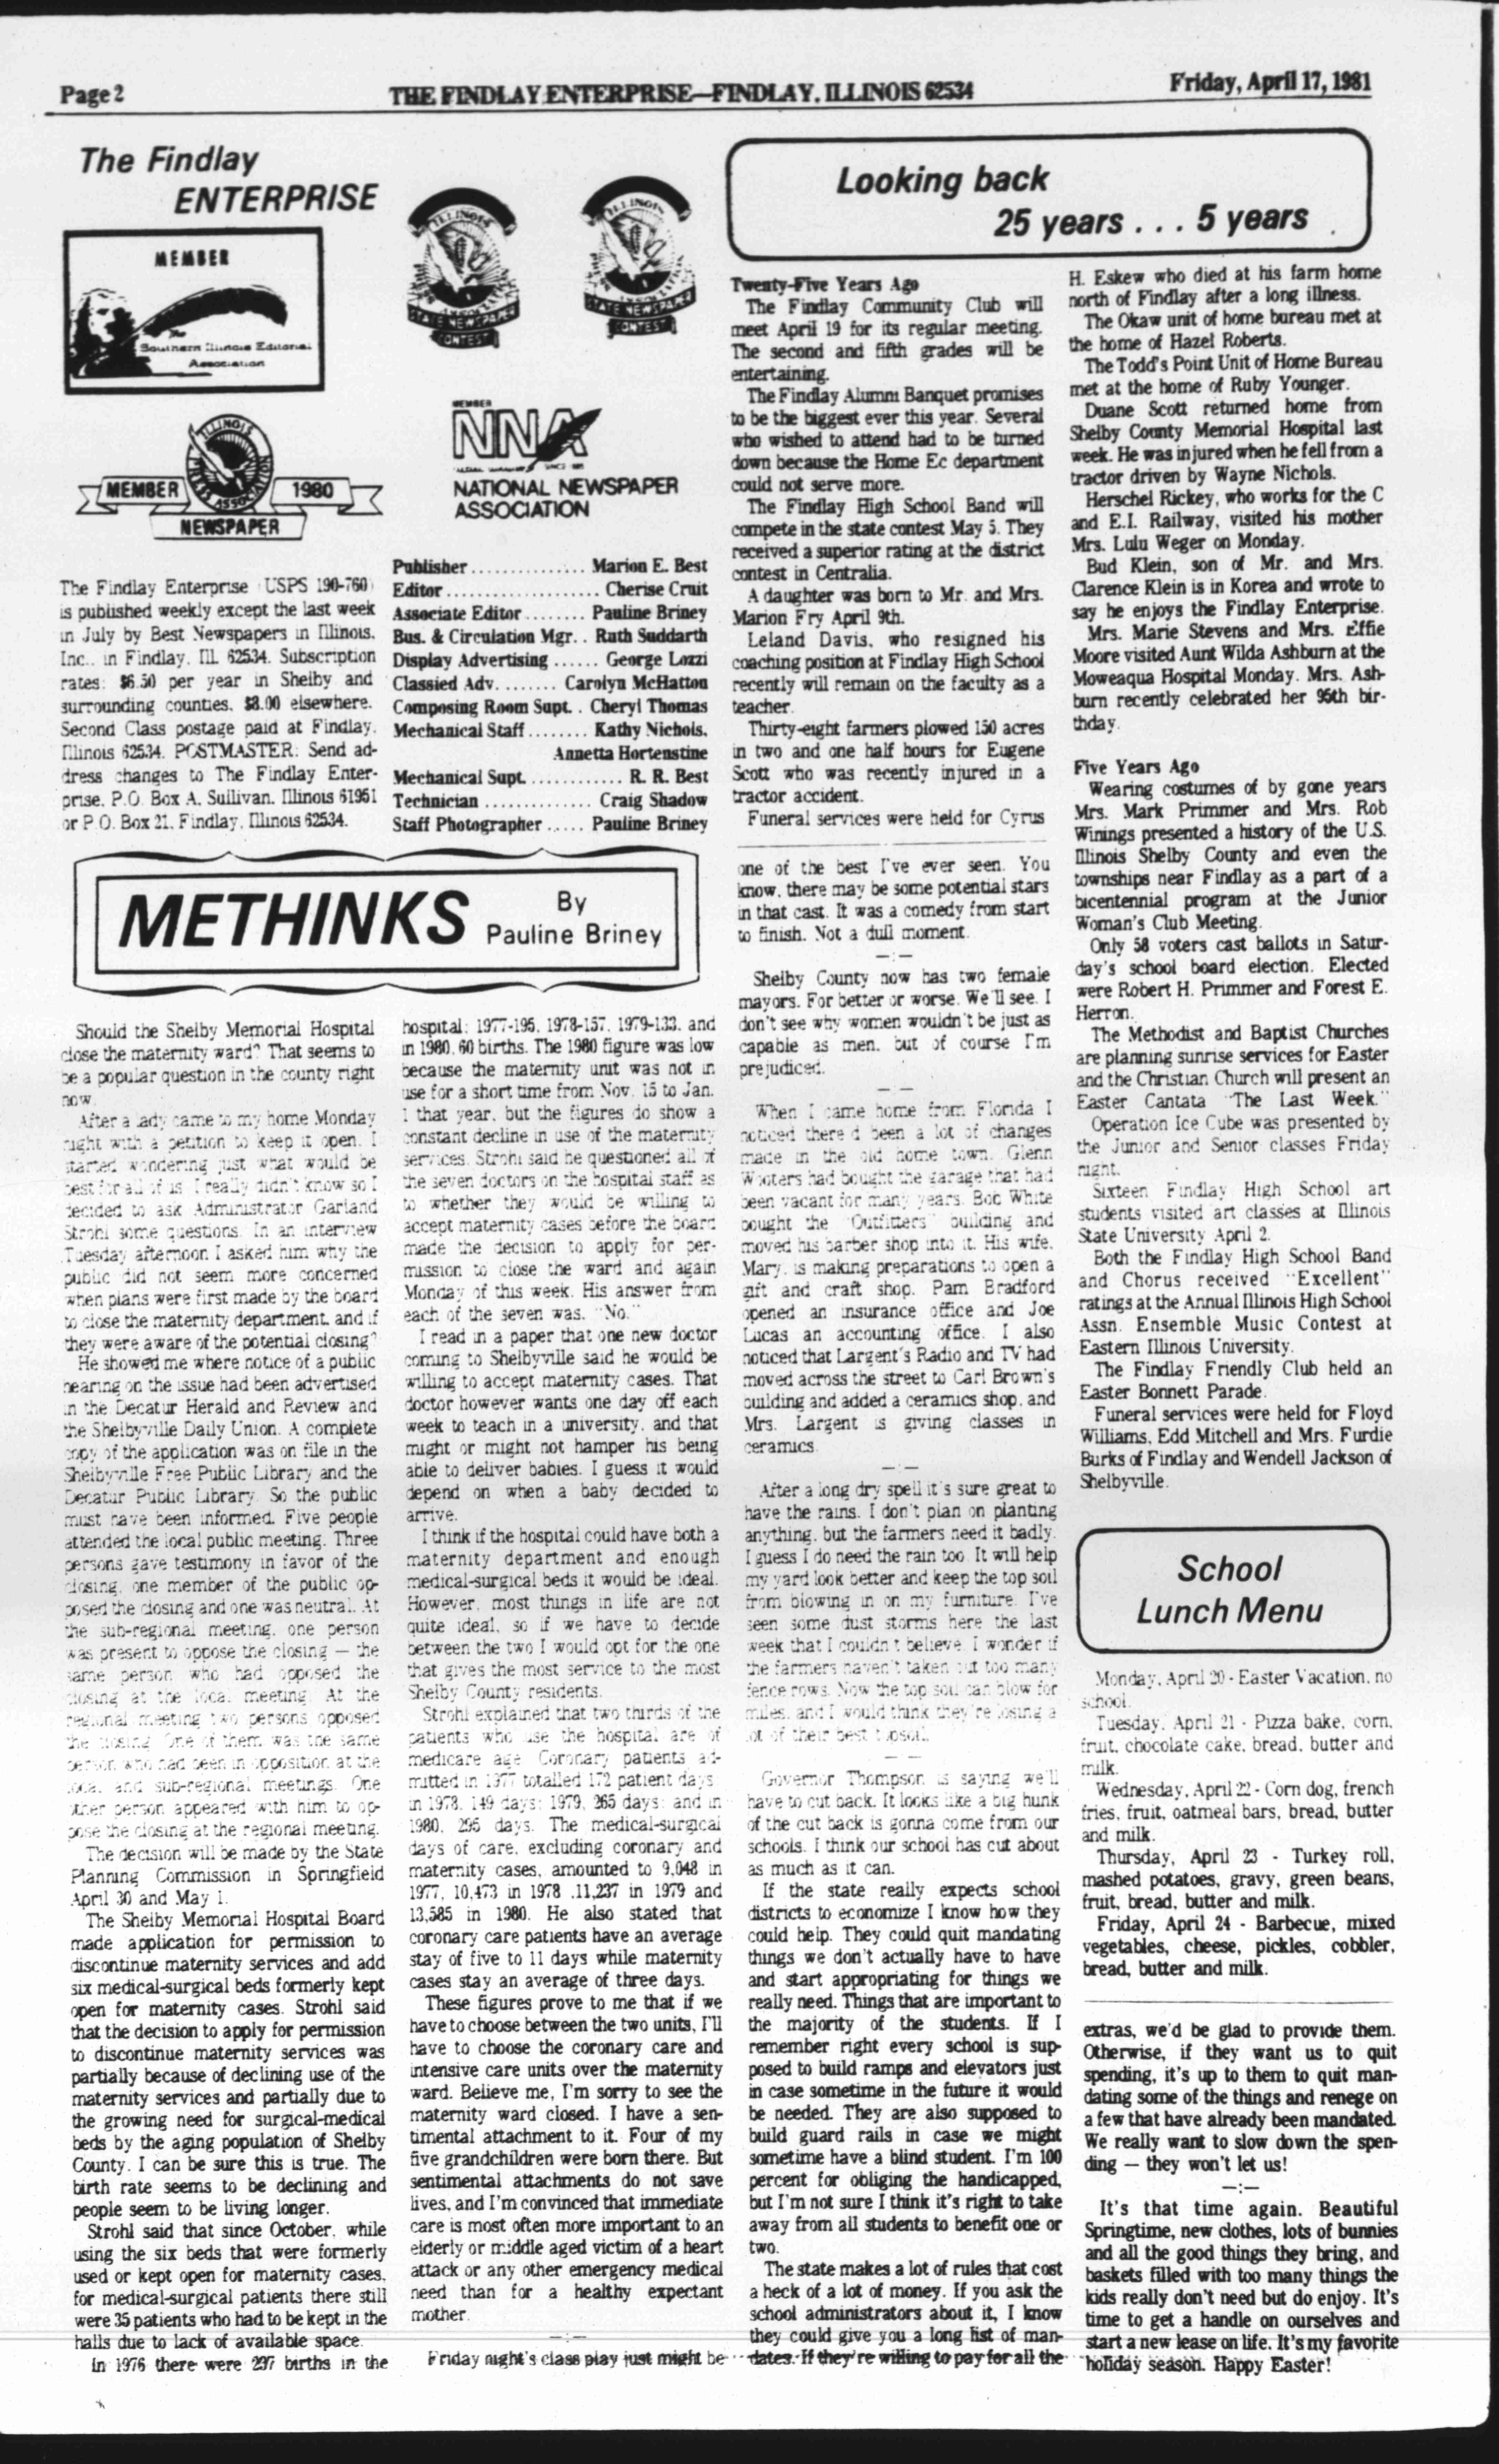 Page 2
THE FINDLAY ENTERPRISE—FINDLAY, ILLINOIS 62534
Friday, April 17, 1981
The Findlay
ENTERPRISE
MEMBER
The
Southern Illinois Editorial
Association
ILLINOIS
STATE NEWSPAPER
CONTEST
ILLINOIS
STATE NEWSPAPER
CONTEST
ILLINOIS
PRESS ASSOCIATION
MEMBER
1980
NEWSPAPER
MEMBER
NNA
NATIONAL NEWSPAPER
ASSOCIATION
The Findlay Enterprise (USPS 190-760)
is published weekly except the last week
in July by Best Newspapers in Illinois,
Inc., in Findlay, Ill. 62534. Subscription
rates: $6.50 per year in Shelby and
surrounding counties, $8.00 elsewhere.
Second Class postage paid at Findlay,
Illinois 62534. POSTMASTER: Send ad-
dress changes to The Findlay Enter-
prise, P.O. Box A, Sullivan, Illinois 61951
or P.O. Box 21, Findlay, Illinois 62534.
Publisher .............. Marion E. Best
Editor ................... Cherise Cruit
Associate Editor ........ Pauline Briney
Bus. & Circulation Mgr. . Ruth Suddarth
Display Advertising ...... George Lozzi
Classied Adv. ........ Carolyn McHatton
Composing Room Supt. . Cheryl Thomas
Mechanical Staff ........ Kathy Nichols,
Annetta Hortenstine
Mechanical Supt. ............ R. R. Best
Technician ............. Craig Shadow
Staff Photographer ..... Pauline Briney
METHINKS
By
Pauline Briney
Should the Shelby Memorial Hospital
close the maternity ward? That seems to
be a popular question in the county right
now.
After a lady came to my home Monday
night with a petition to keep it open, I
started wondering just what would be
best for all of us. I really didn't know so I
decided to ask Administrator Garland
Strohl some questions. In an interview
Tuesday afternoon I asked him why the
public did not seem more concerned
when plans were first made by the board
to close the maternity department, and if
they were aware of the potential closing?
He showed me where notice of a public
hearing on the issue had been advertised
in the Decatur Herald and Review and
the Shelbyville Daily Union. A complete
copy of the application was on file in the
Shelbyville Free Public Library and the
Decatur Public Library. So the public
must have been informed. Five people
attended the local public meeting. Three
persons gave testimony in favor of the
closing, one member of the public op-
posed the closing and one was neutral. At
the sub-regional meeting, one person
was present to oppose the closing — the
same person who had opposed the
closing at the local meeting. At the
regional meeting two persons opposed
the closing. One of them was the same
person who had been in opposition at the
local and sub-regional meetings. One
other person appeared with him to op-
pose the closing at the regional meeting.
The decision will be made by the State
Planning Commission in Springfield
April 30 and May 1.
The Shelby Memorial Hospital Board
made application for permission to
discontinue maternity services and add
six medical-surgical beds formerly kept
open for maternity cases. Strohl said
that the decision to apply for permission
to discontinue maternity services was
partially because of declining use of the
maternity services and partially due to
the growing need for surgical-medical
beds by the aging population of Shelby
County. I can be sure this is true. The
birth rate seems to be declining and
people seem to be living longer.
Strohl said that since October, while
using the six beds that were formerly
used or kept open for maternity cases,
for medical-surgical patients there still
were 35 patients who had to be kept in the
halls due to lack of available space.
In 1976 there were 297 births in the
hospital; 1977-195, 1978-157, 1979-133, and
in 1980, 60 births. The 1980 figure was low
because the maternity unit was not in
use for a short time from Nov. 15 to Jan.
1 that year, but the figures do show a
constant decline in use of the maternity
services. Strohl said he questioned all of
the seven doctors on the hospital staff as
to whether they would be willing to
accept maternity cases before the board
made the decision to apply for per-
mission to close the ward and again
Monday of this week. His answer from
each of the seven was, "No."
I read in a paper that one new doctor
coming to Shelbyville said he would be
willing to accept maternity cases. That
doctor however wants one day off each
week to teach in a university, and that
might or might not hamper his being
able to deliver babies. I guess it would
depend on when a baby decided to
arrive.
I think if the hospital could have both a
maternity department and enough
medical-surgical beds it would be ideal.
However, most things in life are not
quite ideal, so if we have to decide
between the two I would opt for the one
that gives the most service to the most
Shelby County residents.
Strohl explained that two thirds of the
patients who use the hospital are of
medicare age. Coronary patients ad-
mitted in 1977 totalled 172 patient days,
in 1978, 149 days; 1979, 265 days; and in
1980, 295 days. The medical-surgical
days of care, excluding coronary and
maternity cases, amounted to 9,048 in
1977, 10,473 in 1978 ,11,237 in 1979 and
13,585 in 1980. He also stated that
coronary care patients have an average
stay of five to 11 days while maternity
cases stay an average of three days.
These figures prove to me that if we
have to choose between the two units, I'll
have to choose the coronary care and
intensive care units over the maternity
ward. Believe me, I'm sorry to see the
maternity ward closed. I have a sen-
timental attachment to it. Four of my
five grandchildren were born there. But
sentimental attachments do not save
lives, and I'm convinced that immediate
care is most often more important to an
elderly or middle aged victim of a heart
attack or any other emergency medical
need than for a healthy expectant
mother.
—:—
Friday night's class play just might be
one of the best I've ever seen. You
know, there may be some potential stars
in that cast. It was a comedy from start
to finish. Not a dull moment.
—:—
Shelby County now has two female
mayors. For better or worse. We'll see. I
don't see why women wouldn't be just as
capable as men, but of course I'm
prejudiced.
— —
When I came home from Florida I
noticed there'd been a lot of changes
made in the old home town. Glenn
Wooters had bought the garage that had
been vacant for many years. Bob White
bought the "Outfitters" building and
moved his barber shop into it. His wife,
Mary, is making preparations to open a
gift and craft shop. Pam Bradford
opened an insurance office and Joe
Lucas an accounting office. I also
noticed that Largent's Radio and TV had
moved across the street to Carl Brown's
building and added a ceramics shop, and
Mrs. Largent is giving classes in
ceramics.
—:—
After a long dry spell it's sure great to
have the rains. I don't plan on planting
anything, but the farmers need it badly.
I guess I do need the rain too. It will help
my yard look better and keep the top soil
from blowing in on my furniture. I've
seen some dust storms here the last
week that I couldn't believe. I wonder if
the farmers haven't taken out too many
fence rows. Now the top soil can blow for
miles, and I would think they're losing a
lot of their best topsoil.
— —
Governor Thompson is saying we'll
have to cut back. It looks like a big hunk
of the cut back is gonna come from our
schools. I think our school has cut about
as much as it can.
If the state really expects school
districts to economize I know how they
could help. They could quit mandating
things we don't actually have to have
and start appropriating for things we
really need. Things that are important to
the majority of the students. If I
remember right every school is sup-
posed to build ramps and elevators just
in case sometime in the future it would
be needed. They are also supposed to
build guard rails in case we might
sometime have a blind student. I'm 100
percent for obliging the handicapped,
but I'm not sure I think it's right to take
away from all students to benefit one or
two.
The state makes a lot of rules that cost
a heck of a lot of money. If you ask the
school administrators about it, I know
they could give you a long list of man-
dates. If they're willing to pay for all the
extras, we'd be glad to provide them.
Otherwise, if they want us to quit
spending, it's up to them to quit man-
dating some of the things and renege on
a few that have already been mandated.
We really want to slow down the spen-
ding — they won't let us!
—:—
It's that time again. Beautiful
Springtime, new clothes, lots of bunnies
and all the good things they bring, and
baskets filled with too many things the
kids really don't need but do enjoy. It's
time to get a handle on ourselves and
start a new lease on life. It's my favorite
holiday season. Happy Easter!
Looking back
25 years . . . 5 years
Twenty-Five Years Ago
The Findlay Community Club will
meet April 19 for its regular meeting.
The second and fifth grades will be
entertaining.
The Findlay Alumni Banquet promises
to be the biggest ever this year. Several
who wished to attend had to be turned
down because the Home Ec department
could not serve more.
The Findlay High School Band will
compete in the state contest May 5. They
received a superior rating at the district
contest in Centralia.
A daughter was born to Mr. and Mrs.
Marion Fry April 9th.
Leland Davis, who resigned his
coaching position at Findlay High School
recently will remain on the faculty as a
teacher.
Thirty-eight farmers plowed 150 acres
in two and one half hours for Eugene
Scott who was recently injured in a
tractor accident.
Funeral services were held for Cyrus
H. Eskew who died at his farm home
north of Findlay after a long illness.
The Okaw unit of home bureau met at
the home of Hazel Roberts.
The Todd's Point Unit of Home Bureau
met at the home of Ruby Younger.
Duane Scott returned home from
Shelby County Memorial Hospital last
week. He was injured when he fell from a
tractor driven by Wayne Nichols.
Herschel Rickey, who works for the C
and E.I. Railway, visited his mother
Mrs. Lulu Weger on Monday.
Bud Klein, son of Mr. and Mrs.
Clarence Klein is in Korea and wrote to
say he enjoys the Findlay Enterprise.
Mrs. Marie Stevens and Mrs. Effie
Moore visited Aunt Wilda Ashburn at the
Moweaqua Hospital Monday. Mrs. Ash-
burn recently celebrated her 95th bir-
thday.
Five Years Ago
Wearing costumes of by gone years
Mrs. Mark Primmer and Mrs. Rob
Winings presented a history of the U.S.
Illinois Shelby County and even the
townships near Findlay as a part of a
bicentennial program at the Junior
Woman's Club Meeting.
Only 58 voters cast ballots in Satur-
day's school board election. Elected
were Robert H. Primmer and Forest E.
Herron.
The Methodist and Baptist Churches
are planning sunrise services for Easter
and the Christian Church will present an
Easter Cantata "The Last Week."
Operation Ice Cube was presented by
the Junior and Senior classes Friday
night.
Sixteen Findlay High School art
students visited art classes at Illinois
State University April 2.
Both the Findlay High School Band
and Chorus received "Excellent"
ratings at the Annual Illinois High School
Assn. Ensemble Music Contest at
Eastern Illinois University.
The Findlay Friendly Club held an
Easter Bonnett Parade.
Funeral services were held for Floyd
Williams, Edd Mitchell and Mrs. Furdie
Burks of Findlay and Wendell Jackson of
Shelbyville.
School
Lunch Menu
Monday, April 20 - Easter Vacation, no
school.
Tuesday, April 21 - Pizza bake, corn,
fruit, chocolate cake, bread, butter and
milk.
Wednesday, April 22 - Corn dog, french
fries, fruit, oatmeal bars, bread, butter
and milk.
Thursday, April 23 - Turkey roll,
mashed potatoes, gravy, green beans,
fruit, bread, butter and milk.
Friday, April 24 - Barbecue, mixed
vegetables, cheese, pickles, cobbler,
bread, butter and milk.